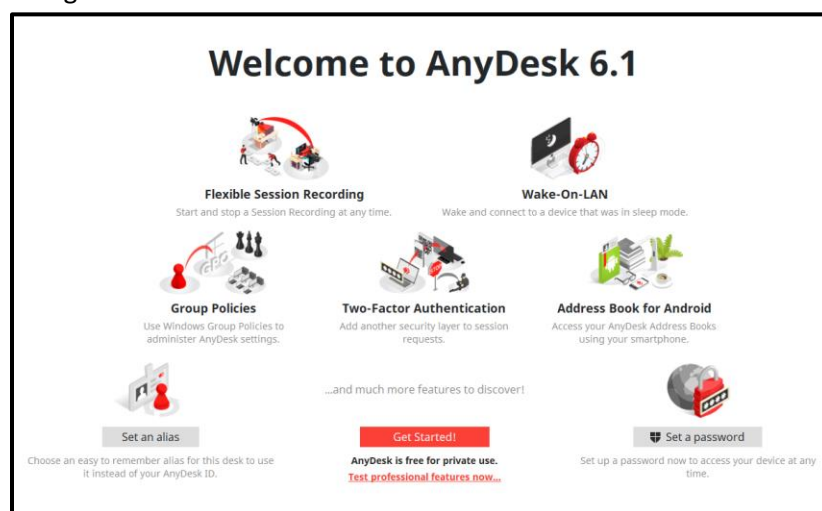 Welcome to AnyDesk 6.1
Flexible Session Recording
Start and stop a Session Recording at any time.
Wake-On-LAN
Wake and connect to a device that was in sleep mode.
Group Policies
Use Windows Group Policies to
administer AnyDesk settings.
Two-Factor Authentication
Add another security layer to session
requests.
Address Book for Android
Access your AnyDesk Address Books
using your smartphone.
...and much more features to discover!
Set an alias
Choose an easy to remember alias for this desk to use
it instead of your AnyDesk ID.
Get Started!
AnyDesk is free for private use.
Test professional features now...
Set a password
Set up a password now to access your device at any
time.